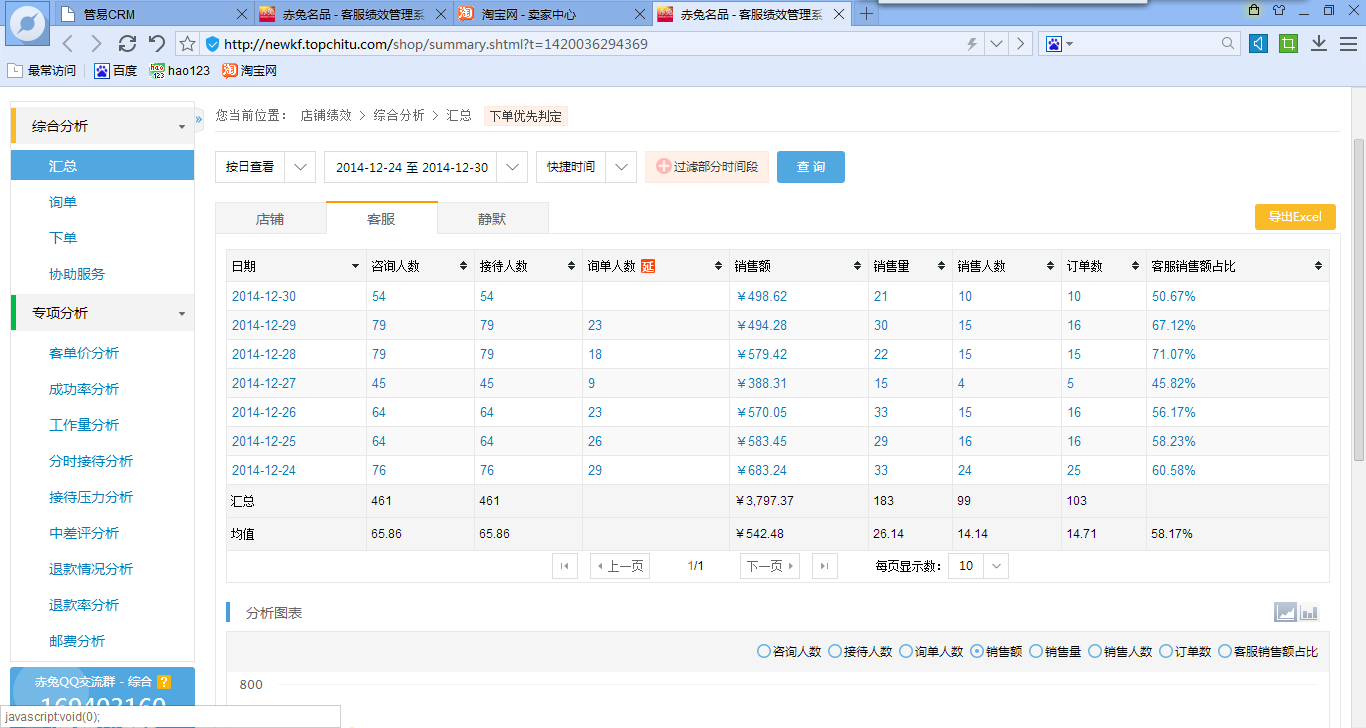 管易CRM
赤兔名品 - 客服绩效管理系
淘宝网 - 卖家中心
赤兔名品 - 客服绩效管理系
http://newkf.topchitu.com/shop/summary.shtml?t=1420036294369
最常访问 百度 hao123 淘宝网
综合分析
汇总
询单
下单
协助服务
专项分析
客单价分析
成功率分析
工作量分析
分时接待分析
接待压力分析
中差评分析
退款情况分析
退款率分析
邮费分析
赤兔QQ交流群 - 综合 ?
javascript:void(0);
»
您当前位置: 店铺绩效 > 综合分析 > 汇总 下单优先判定
按日查看 2014-12-24 至 2014-12-30 快捷时间 过滤部分时间段 查 询
店铺 客服 静默 导出Excel
日期 咨询人数 接待人数 询单人数 延 销售额 销售量 销售人数 订单数 客服销售额占比
2014-12-30 54 54 ¥498.62 21 10 10 50.67%
2014-12-29 79 79 23 ¥494.28 30 15 16 67.12%
2014-12-28 79 79 18 ¥579.42 22 15 15 71.07%
2014-12-27 45 45 9 ¥388.31 15 4 5 45.82%
2014-12-26 64 64 23 ¥570.05 33 15 16 56.17%
2014-12-25 64 64 26 ¥583.45 29 16 16 58.23%
2014-12-24 76 76 29 ¥683.24 33 24 25 60.58%
汇总 461 461 ¥3,797.37 183 99 103
均值 65.86 65.86 ¥542.48 26.14 14.14 14.71 58.17%
上一页 1/1 下一页 每页显示数: 10
分析图表
咨询人数 接待人数 询单人数 销售额 销售量 销售人数 订单数 客服销售额占比
800